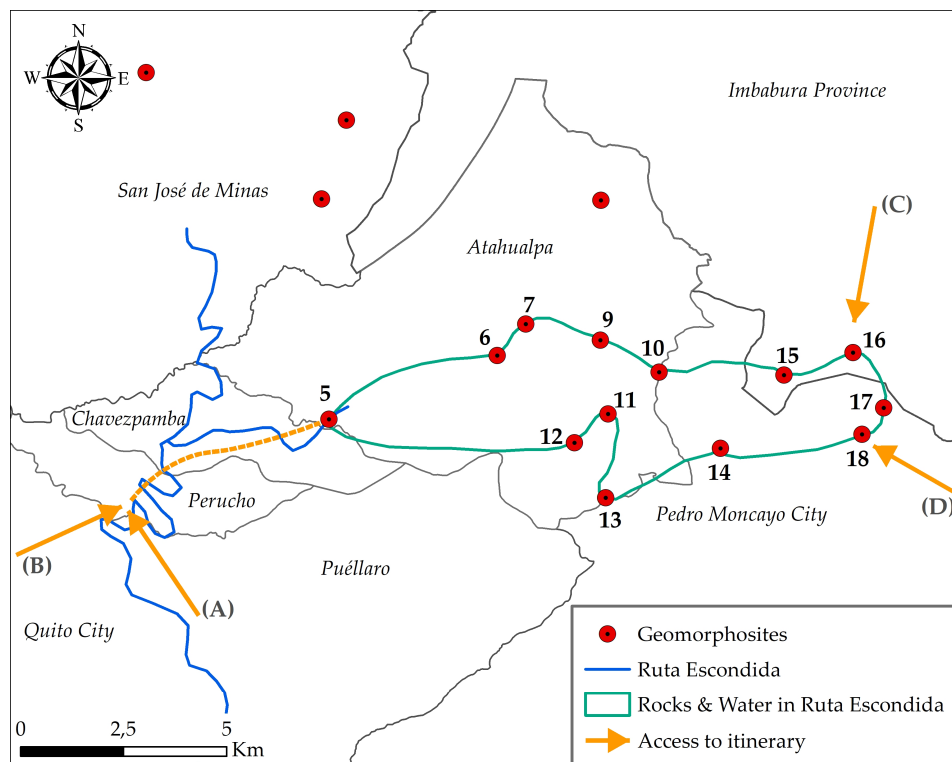 N
W E
S
Imbabura Province
San José de Minas
(C)
Atahualpa
7
9
6
16
10
15
5
11
Chavezpamba
17
12
18
14
Perucho
13
Pedro Moncayo City
(D)
(B)
Puéllaro
(A)
Quito City
Geomorphosites
Ruta Escondida
Rocks & Water in Ruta Escondida
Access to itinerary
0 2,5 5
Km